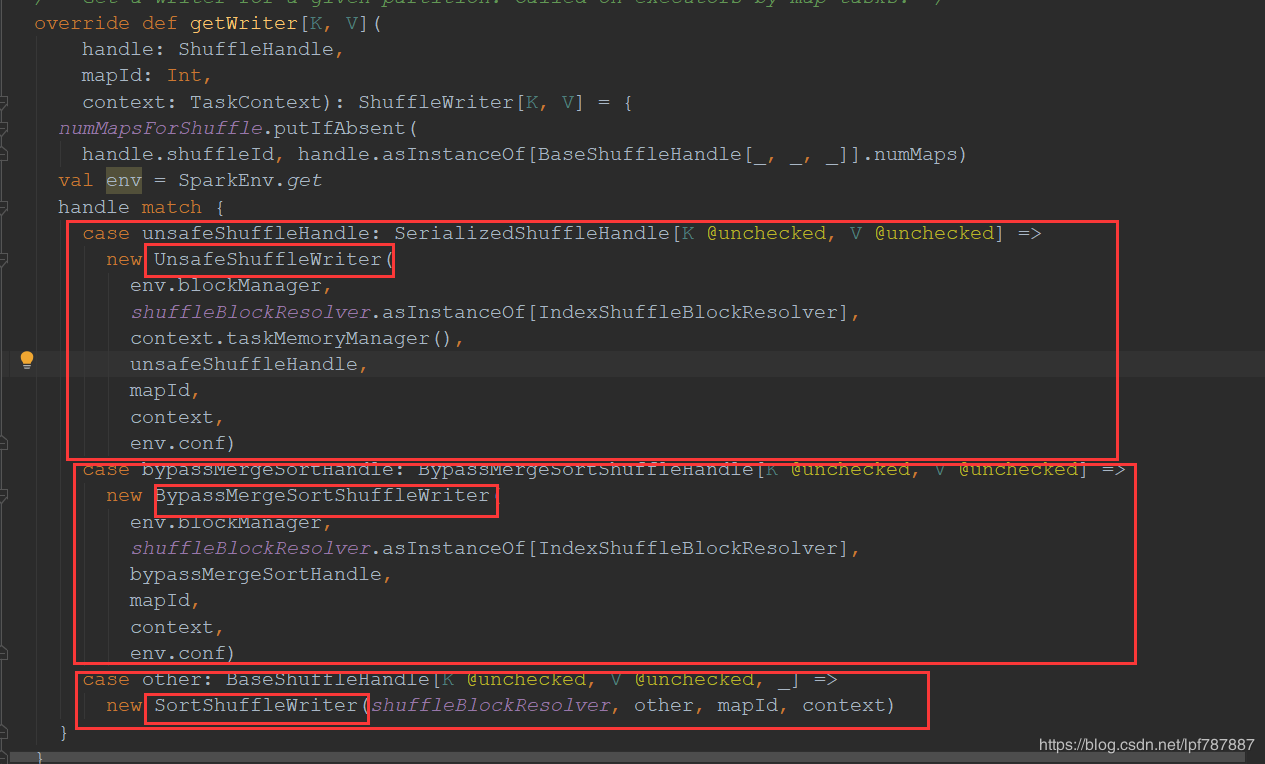 /** Get a writer for a given partition. Called on executors by map tasks. */
override def getWriter[K, V](
handle: ShuffleHandle,
mapId: Int,
context: TaskContext): ShuffleWriter[K, V] = {
numMapsForShuffle.putIfAbsent(
handle.shuffleId, handle.asInstanceOf[BaseShuffleHandle[_, _, _]].numMaps)
val env = SparkEnv.get
handle match {
case unsafeShuffleHandle: SerializedShuffleHandle[K @unchecked, V @unchecked] =>
new UnsafeShuffleWriter(
env.blockManager,
shuffleBlockResolver.asInstanceOf[IndexShuffleBlockResolver],
context.taskMemoryManager(),
unsafeShuffleHandle,
mapId,
context,
env.conf)
case bypassMergeSortHandle: BypassMergeSortShuffleHandle[K @unchecked, V @unchecked] =>
new BypassMergeSortShuffleWriter(
env.blockManager,
shuffleBlockResolver.asInstanceOf[IndexShuffleBlockResolver],
bypassMergeSortHandle,
mapId,
context,
env.conf)
case other: BaseShuffleHandle[K @unchecked, V @unchecked, _] =>
new SortShuffleWriter(shuffleBlockResolver, other, mapId, context)
}
}
https://blog.csdn.net/lpf787887